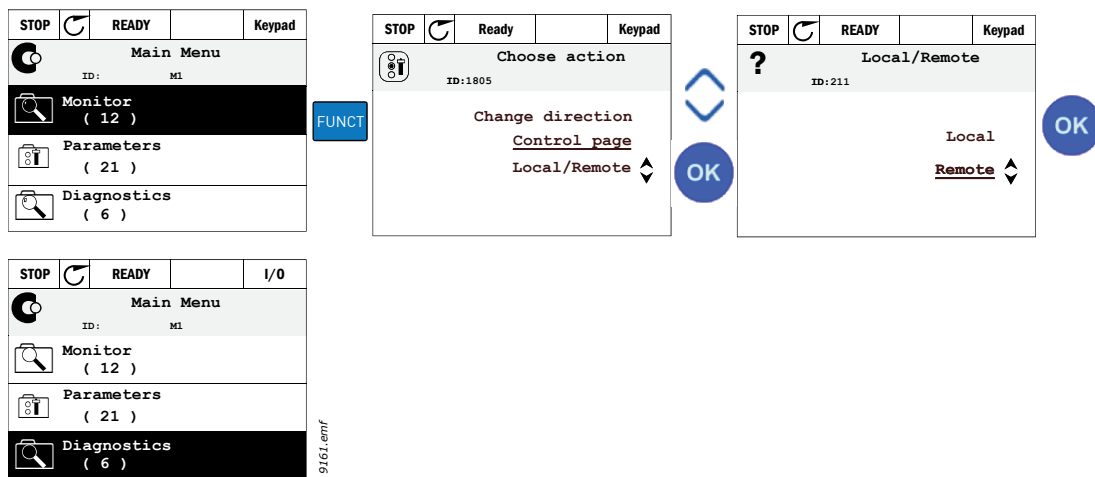 STOP READY Keypad
Main Menu
ID: M1
Monitor
( 12 )
Parameters
( 21 )
Diagnostics
( 6 )
FUNCT
STOP Ready Keypad
Choose action
ID:1805
Change direction
Control page
Local/Remote
OK
STOP READY Keypad
?
Local/Remote
ID:211
Local
Remote
OK
STOP READY I/O
Main Menu
ID: M1
Monitor
( 12 )
Parameters
( 21 )
Diagnostics
( 6 )
9161.emf